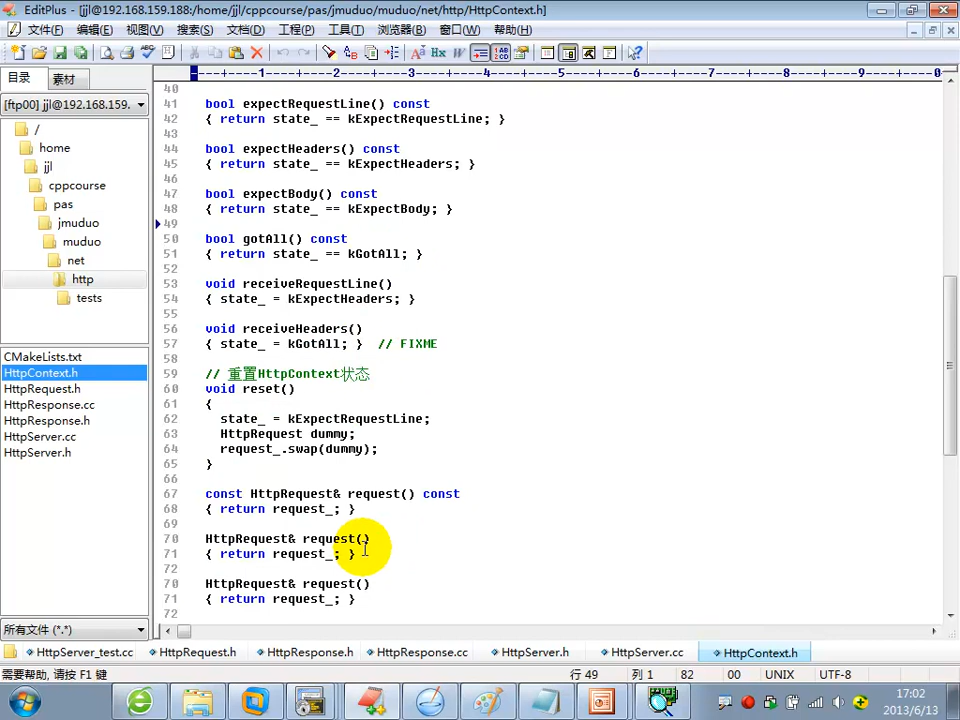 EditPlus - [jjl@192.168.159.188:/home/jjl/cppcourse/pas/jmuduo/muduo/net/http/HttpContext.h]
文件(F) 编辑(E) 视图(V) 搜索(S) 文档(D) 工程(P) 工具(T) 浏览器(B) 窗口(W) 帮助(H)
目录 素材
[ftp00] jjl@192.168.159.
/
home
jjl
cppcourse
pas
jmuduo
muduo
net
http
tests
CMakeLists.txt
HttpContext.h
HttpRequest.h
HttpResponse.cc
HttpResponse.h
HttpServer.cc
HttpServer.h
所有文件 (*.*)
----+----1----+----2----+----3----+----4----+----5----+----6----+----7----+----8----+----9----+----0
40
41 bool expectRequestLine() const
42 { return state_ == kExpectRequestLine; }
43
44 bool expectHeaders() const
45 { return state_ == kExpectHeaders; }
46
47 bool expectBody() const
48 { return state_ == kExpectBody; }
49
50 bool gotAll() const
51 { return state_ == kGotAll; }
52
53 void receiveRequestLine()
54 { state_ = kExpectHeaders; }
55
56 void receiveHeaders()
57 { state_ = kGotAll; } // FIXME
58
59 // 重置HttpContext状态
60 void reset()
61 {
62 state_ = kExpectRequestLine;
63 HttpRequest dummy;
64 request_.swap(dummy);
65 }
66
67 const HttpRequest& request() const
68 { return request_; }
69
70 HttpRequest& request()
71 { return request_; }
72
70 HttpRequest& request()
71 { return request_; }
72
HttpServer_test.cc HttpRequest.h HttpResponse.h HttpResponse.cc HttpServer.h HttpServer.cc HttpContext.h
需要帮助, 请按 F1 键 行 49 列 1 82 00 UNIX UTF-8
17:02
2013/6/13